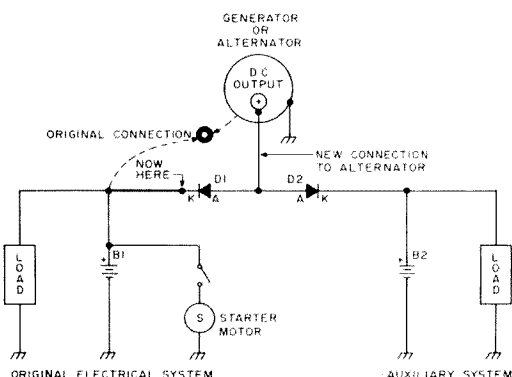 GENERATOR
OR
ALTERNATOR
DC
OUTPUT
+
ORIGINAL CONNECTION
NOW
HERE
NEW CONNECTION
TO ALTERNATOR
D1
D2
K
A
A
K
LOAD
+
B1
+
B2
LOAD
S
STARTER
MOTOR
ORIGINAL ELECTRICAL SYSTEM
AUXILIARY SYSTEM